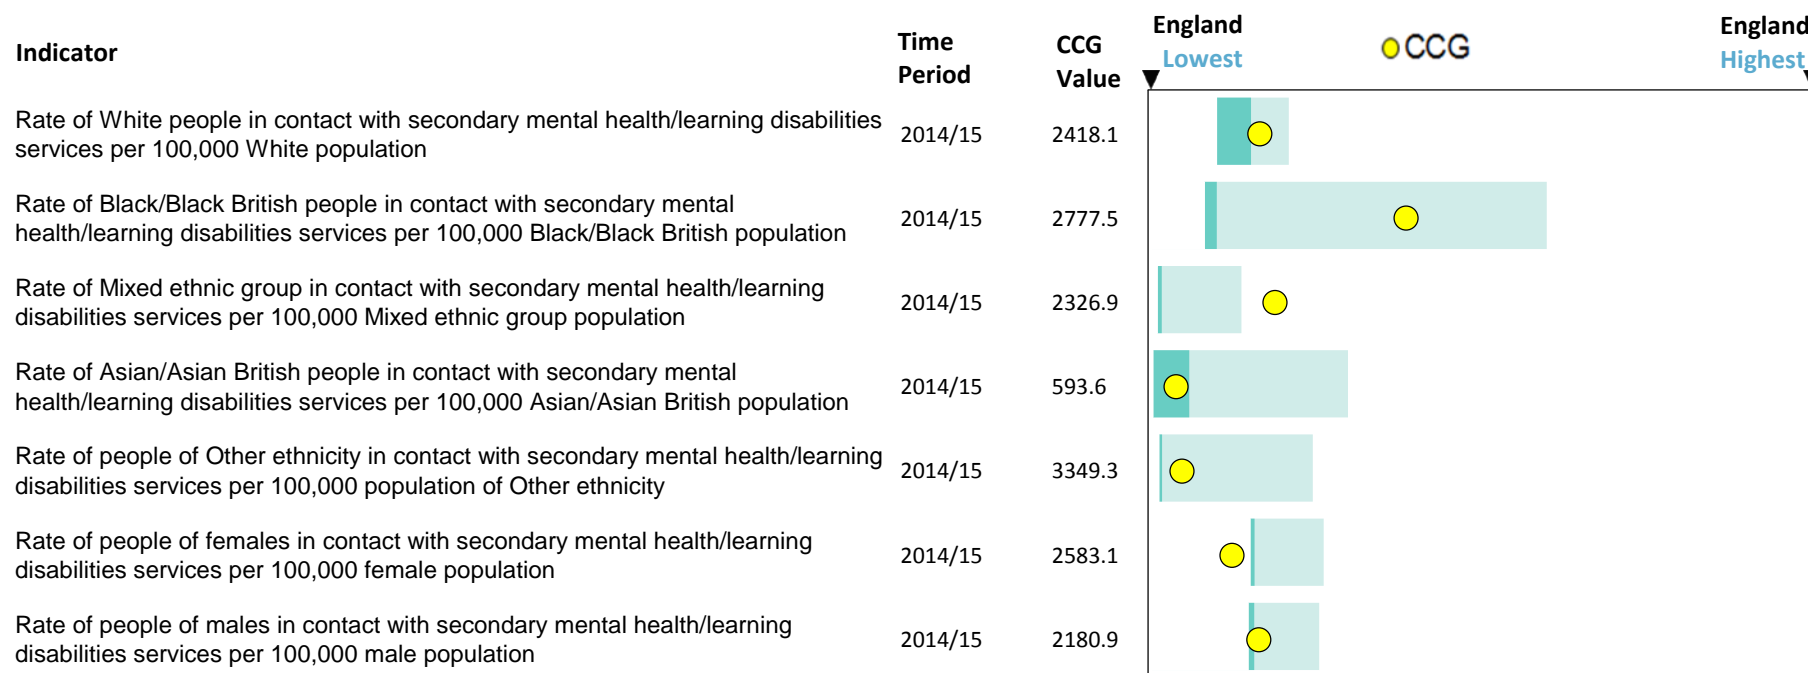 Indicator
Time Period
CCG Value
England Lowest
CCG
England Highest
Rate of White people in contact with secondary mental health/learning disabilities
services per 100,000 White population
2014/15
2418.1
Rate of Black/Black British people in contact with secondary mental
health/learning disabilities services per 100,000 Black/Black British population
2014/15
2777.5
Rate of Mixed ethnic group in contact with secondary mental health/learning
disabilities services per 100,000 Mixed ethnic group population
2014/15
2326.9
Rate of Asian/Asian British people in contact with secondary mental
health/learning disabilities services per 100,000 Asian/Asian British population
2014/15
593.6
Rate of people of Other ethnicity in contact with secondary mental health/learning
disabilities services per 100,000 population of Other ethnicity
2014/15
3349.3
Rate of people of females in contact with secondary mental health/learning
disabilities services per 100,000 female population
2014/15
2583.1
Rate of people of males in contact with secondary mental health/learning
disabilities services per 100,000 male population
2014/15
2180.9